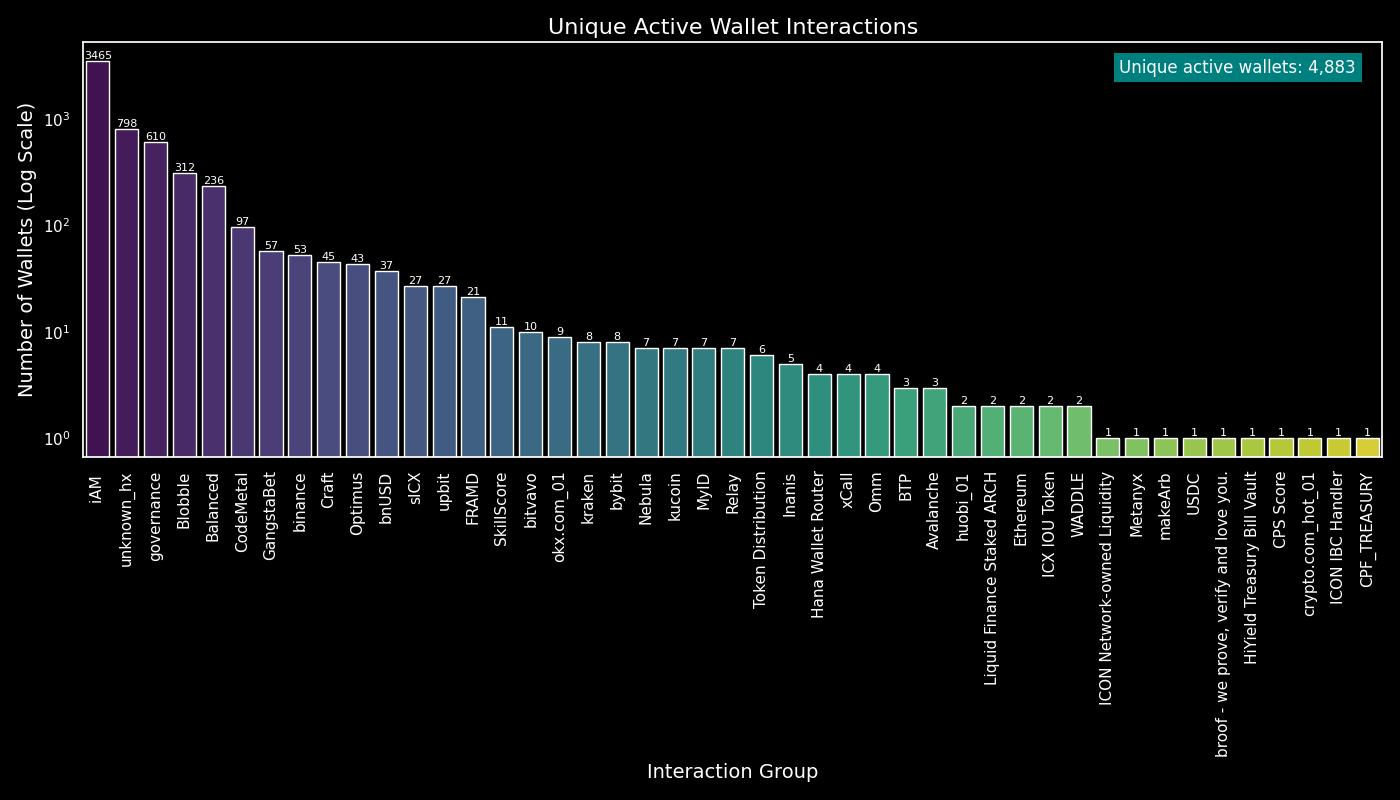 Unique Active Wallet Interactions
Unique active wallets: 4,883
Number of Wallets (Log Scale)
10³
10²
10¹
10⁰
3465
798
610
312
236
97
57
53
45
43
37
27
27
21
11
10
9
8
8
7
7
7
7
6
5
4
4
4
3
3
2
2
2
2
2
1
1
1
1
1
1
1
1
1
1
iAM
unknown_hx
governance
Blobble
Balanced
CodeMetal
GangstaBet
binance
Craft
Optimus
bnUSD
sICX
upbit
FRAMD
SkillScore
bitvavo
okx.com_01
kraken
bybit
Nebula
kucoin
MyID
Relay
Token Distribution
Inanis
Hana Wallet Router
xCall
Omm
BTP
Avalanche
huobi_01
Liquid Finance Staked ARCH
Ethereum
ICX IOU Token
WADDLE
ICON Network-owned Liquidity
Metanyx
makeArb
USDC
broof - we prove, verify and love you.
HiYield Treasury Bill Vault
CPS Score
crypto.com_hot_01
ICON IBC Handler
CPF_TREASURY
Interaction Group